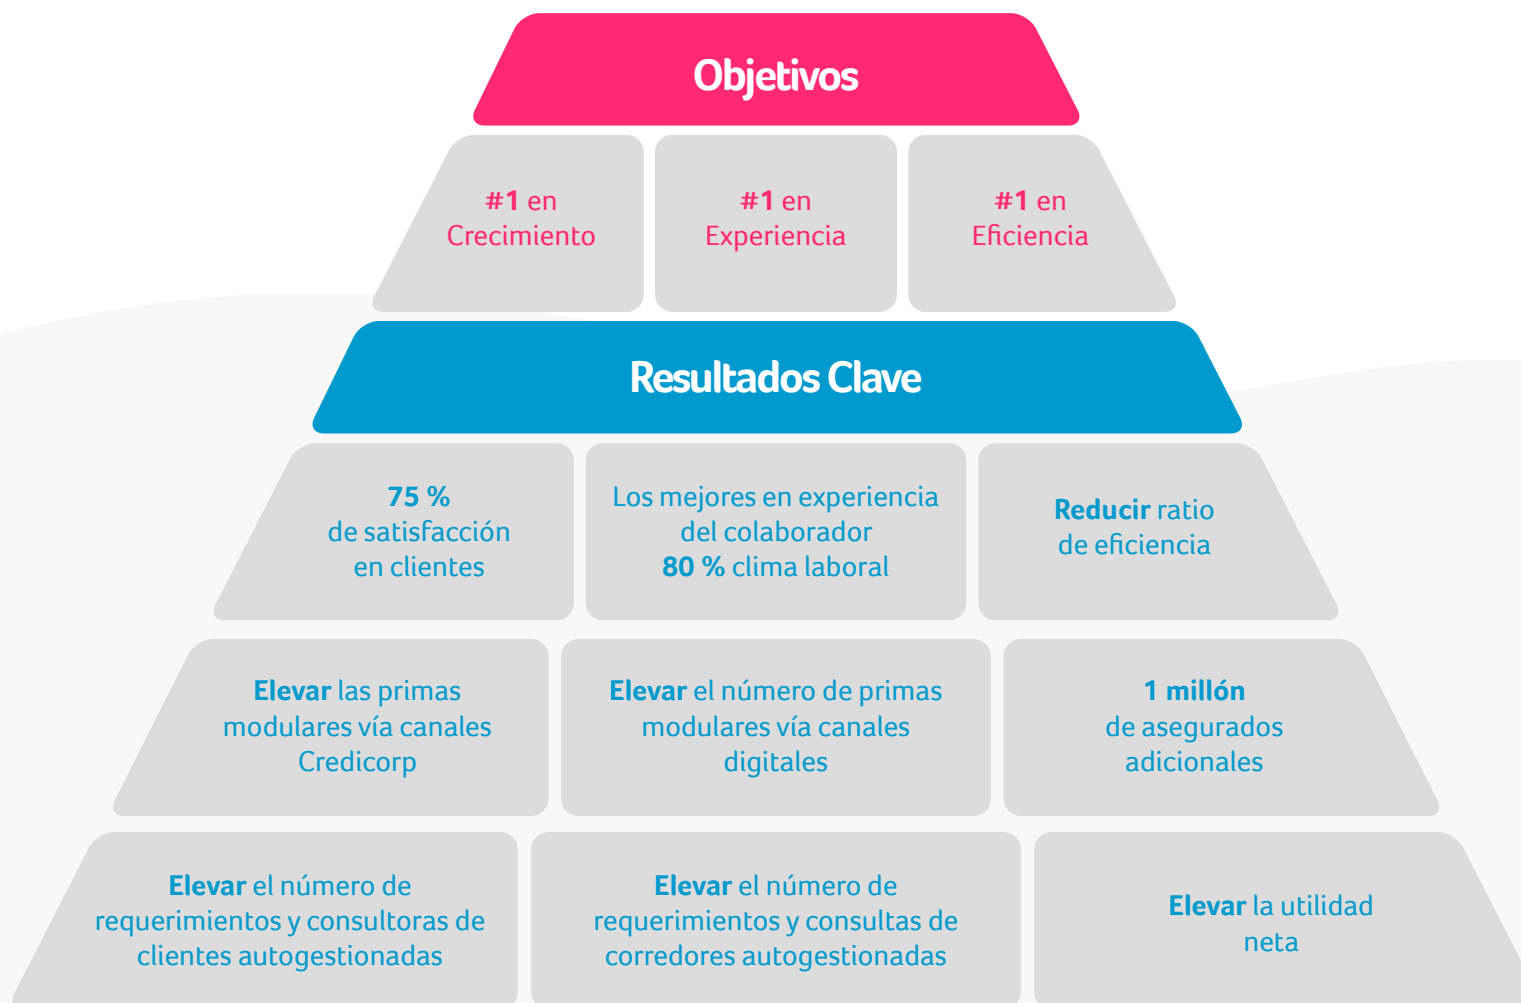 Objetivos
#1 en
Crecimiento
#1 en
Experiencia
#1 en
Eficiencia
Resultados Clave
75 %
de satisfacción
en clientes
Los mejores en experiencia
del colaborador
80 % clima laboral
Reducir ratio
de eficiencia
Elevar las primas
modulares vía canales
Credicorp
Elevar el número de primas
modulares vía canales
digitales
1 millón
de asegurados
adicionales
Elevar el número de
requerimientos y consultoras de
clientes autogestionadas
Elevar el número de
requerimientos y consultas de
corredores autogestionadas
Elevar la utilidad
neta